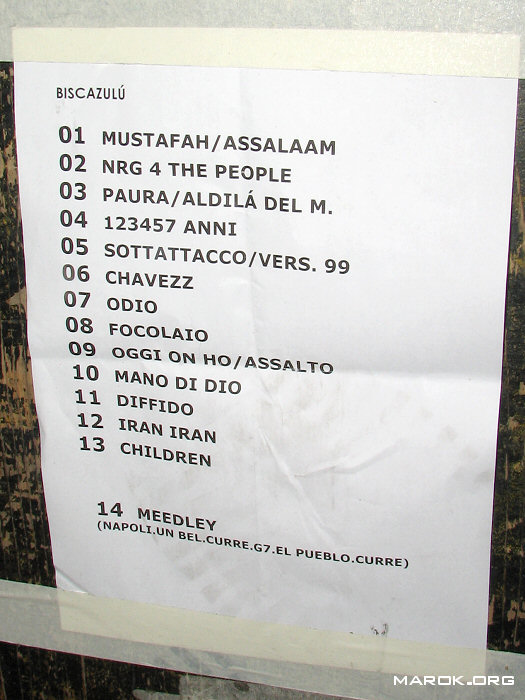 BISCAZULÚ
01 MUSTAFAH/ASSALAAM
02 NRG 4 THE PEOPLE
03 PAURA/ALDILÁ DEL M.
04 123457 ANNI
05 SOTTATTACCO/VERS. 99
06 CHAVEZZ
07 ODIO
08 FOCOLAIO
09 OGGI ON HO/ASSALTO
10 MANO DI DIO
11 DIFFIDO
12 IRAN IRAN
13 CHILDREN
14 MEEDLEY
(NAPOLI.UN BEL.CURRE.G7.EL PUEBLO.CURRE)
MAROK.ORG